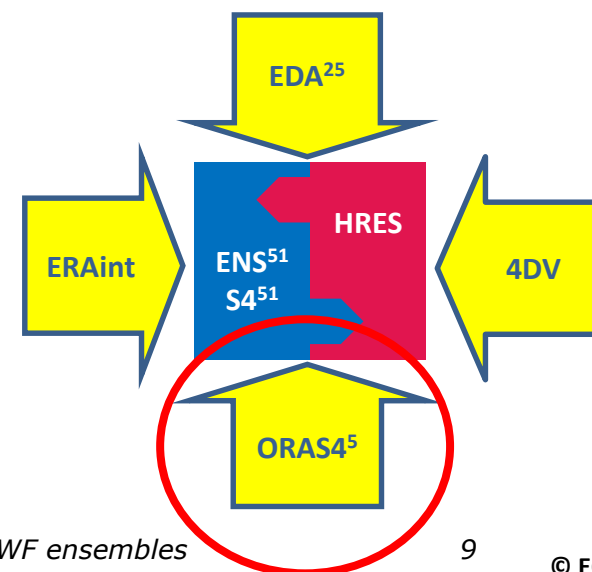 EDA²⁵
HRES
ERAint
ENS⁵¹
S4⁵¹
4DV
ORAS4⁵
WF ensembles
9
© E